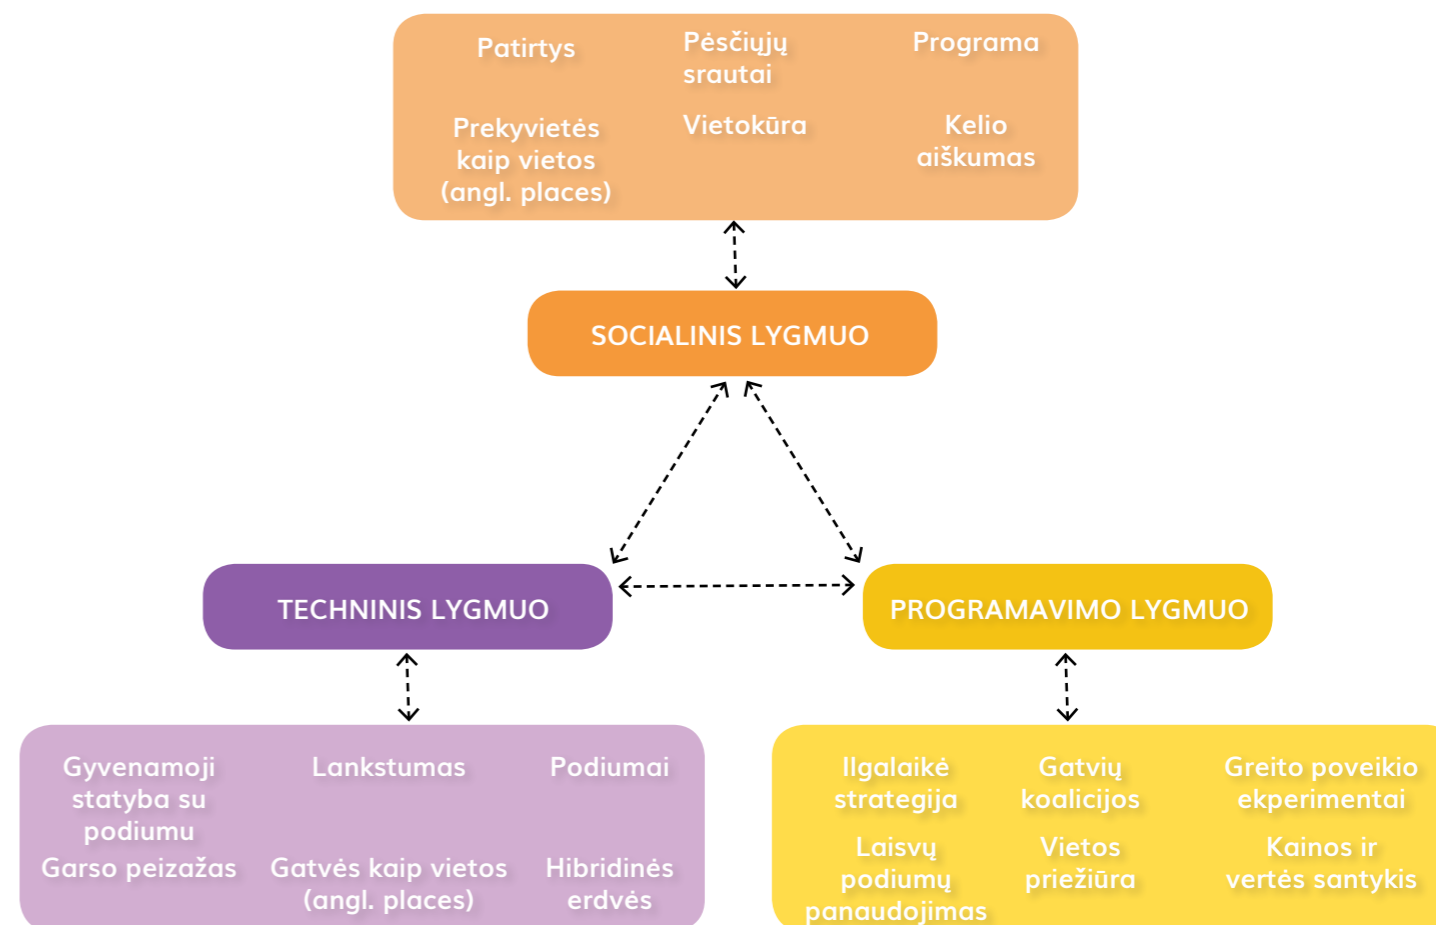 Patirtys
Pėsčiųjų
srautai
Programa
Prekyvietės
kaip vietos
(angl. places)
Vietokūra
Kelio
aiškumas
SOCIALINIS LYGMUO
TECHNINIS LYGMUO
PROGRAMAVIMO LYGMUO
Gyvenamoji
statyba su
podiumu
Lankstumas
Podiumai
Garso peizažas
Gatvės kaip vietos
(angl. places)
Hibridinės
erdvės
Ilgalaikė
strategija
Gatvių
koalicijos
Greito poveikio
ekperimentai
Laisvų
podiumų
panaudojimas
Vietos
priežiūra
Kainos ir
vertės santykis